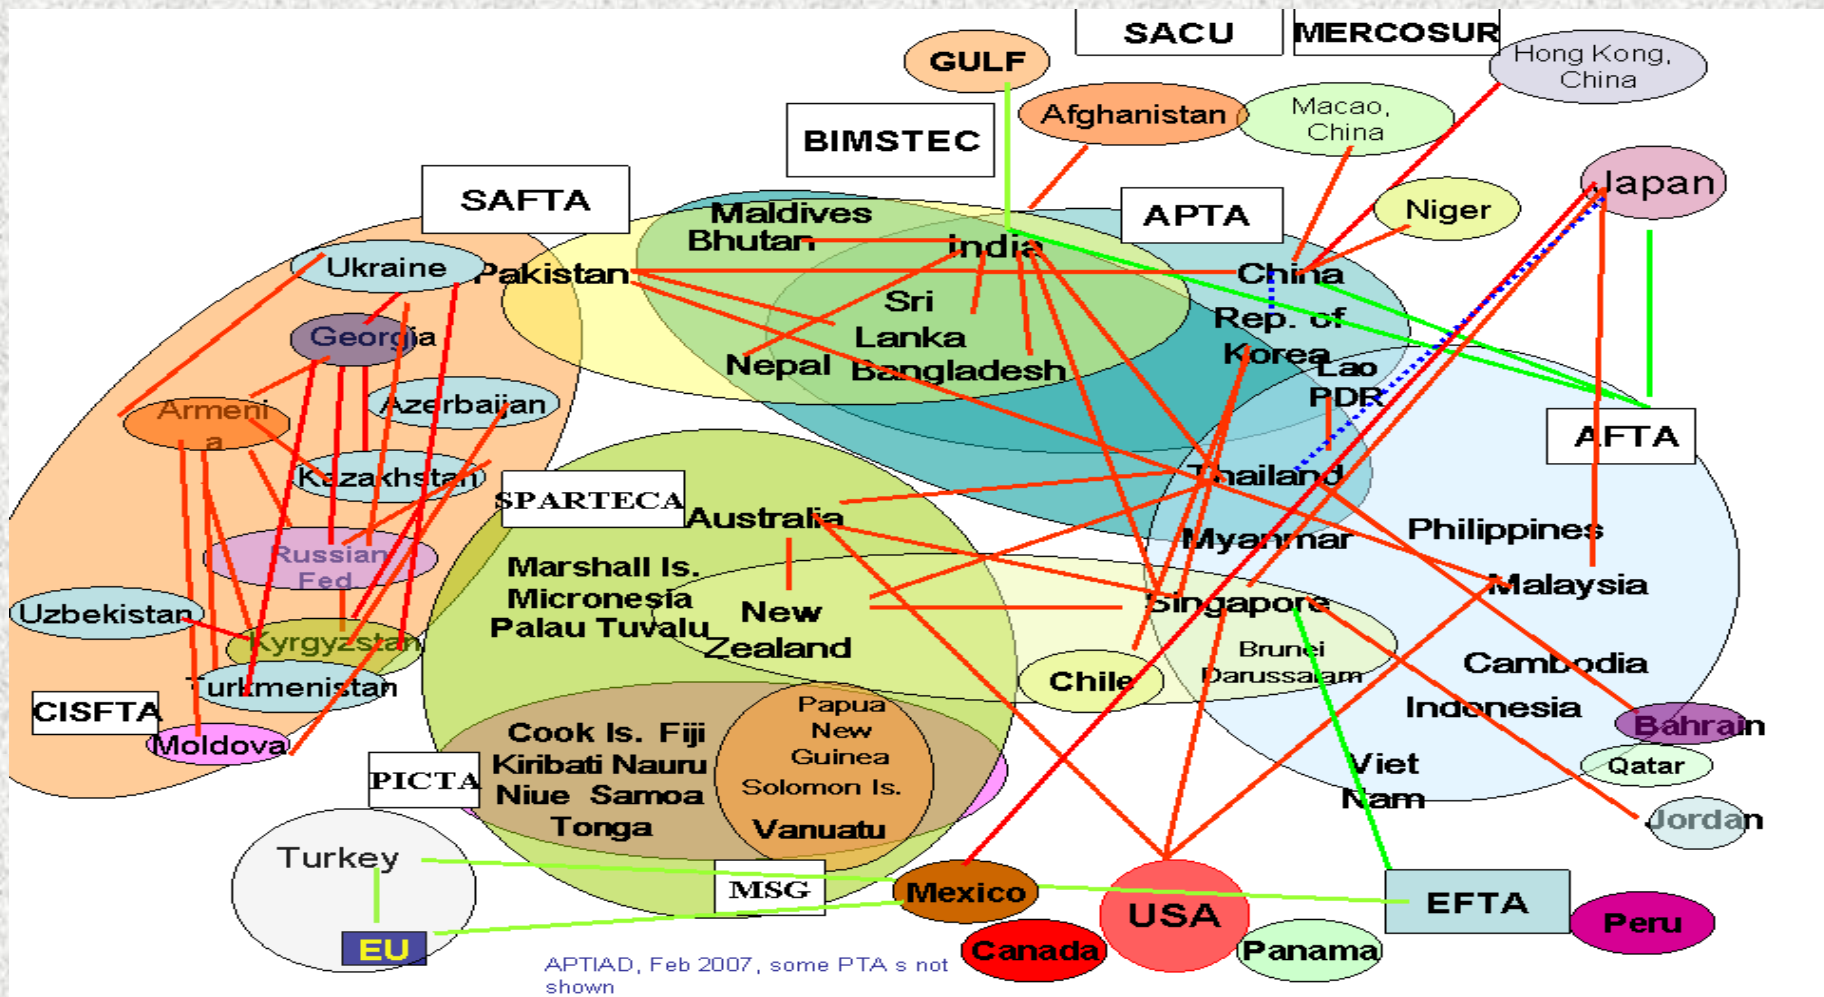 SACU
MERCOSUR
GULF
Hong Kong,
China
Afghanistan
Macao,
China
BIMSTEC
Japan
SAFTA
APTA
Niger
Maldives
Bhutan
India
Ukraine
Pakistan
China
Sri
Lanka
Rep. of
Korea
Georgia
Nepal
Bangladesh
Lao
PDR
Armeni
a
Azerbaijan
AFTA
Kazakhstan
SPARTECA
Australia
Thailand
Philippines
Myanmar
Russian
Fed
Marshall Is.
Micronesia
Palau Tuvalu
Malaysia
Uzbekistan
New
Zealand
Singapore
Kyrgyzstan
Brunei
Darussalam
Cambodia
Turkmenistan
Chile
Indonesia
CISFTA
Moldova
Papua
New
Guinea
Solomon Is.
Vanuatu
Cook Is. Fiji
Kiribati Nauru
Niue Samoa
Tonga
PICTA
Bahrain
Qatar
Viet
Nam
Jordan
Turkey
MSG
Mexico
USA
EFTA
Peru
EU
Canada
Panama
APTIAD, Feb 2007, some PTA s not
shown